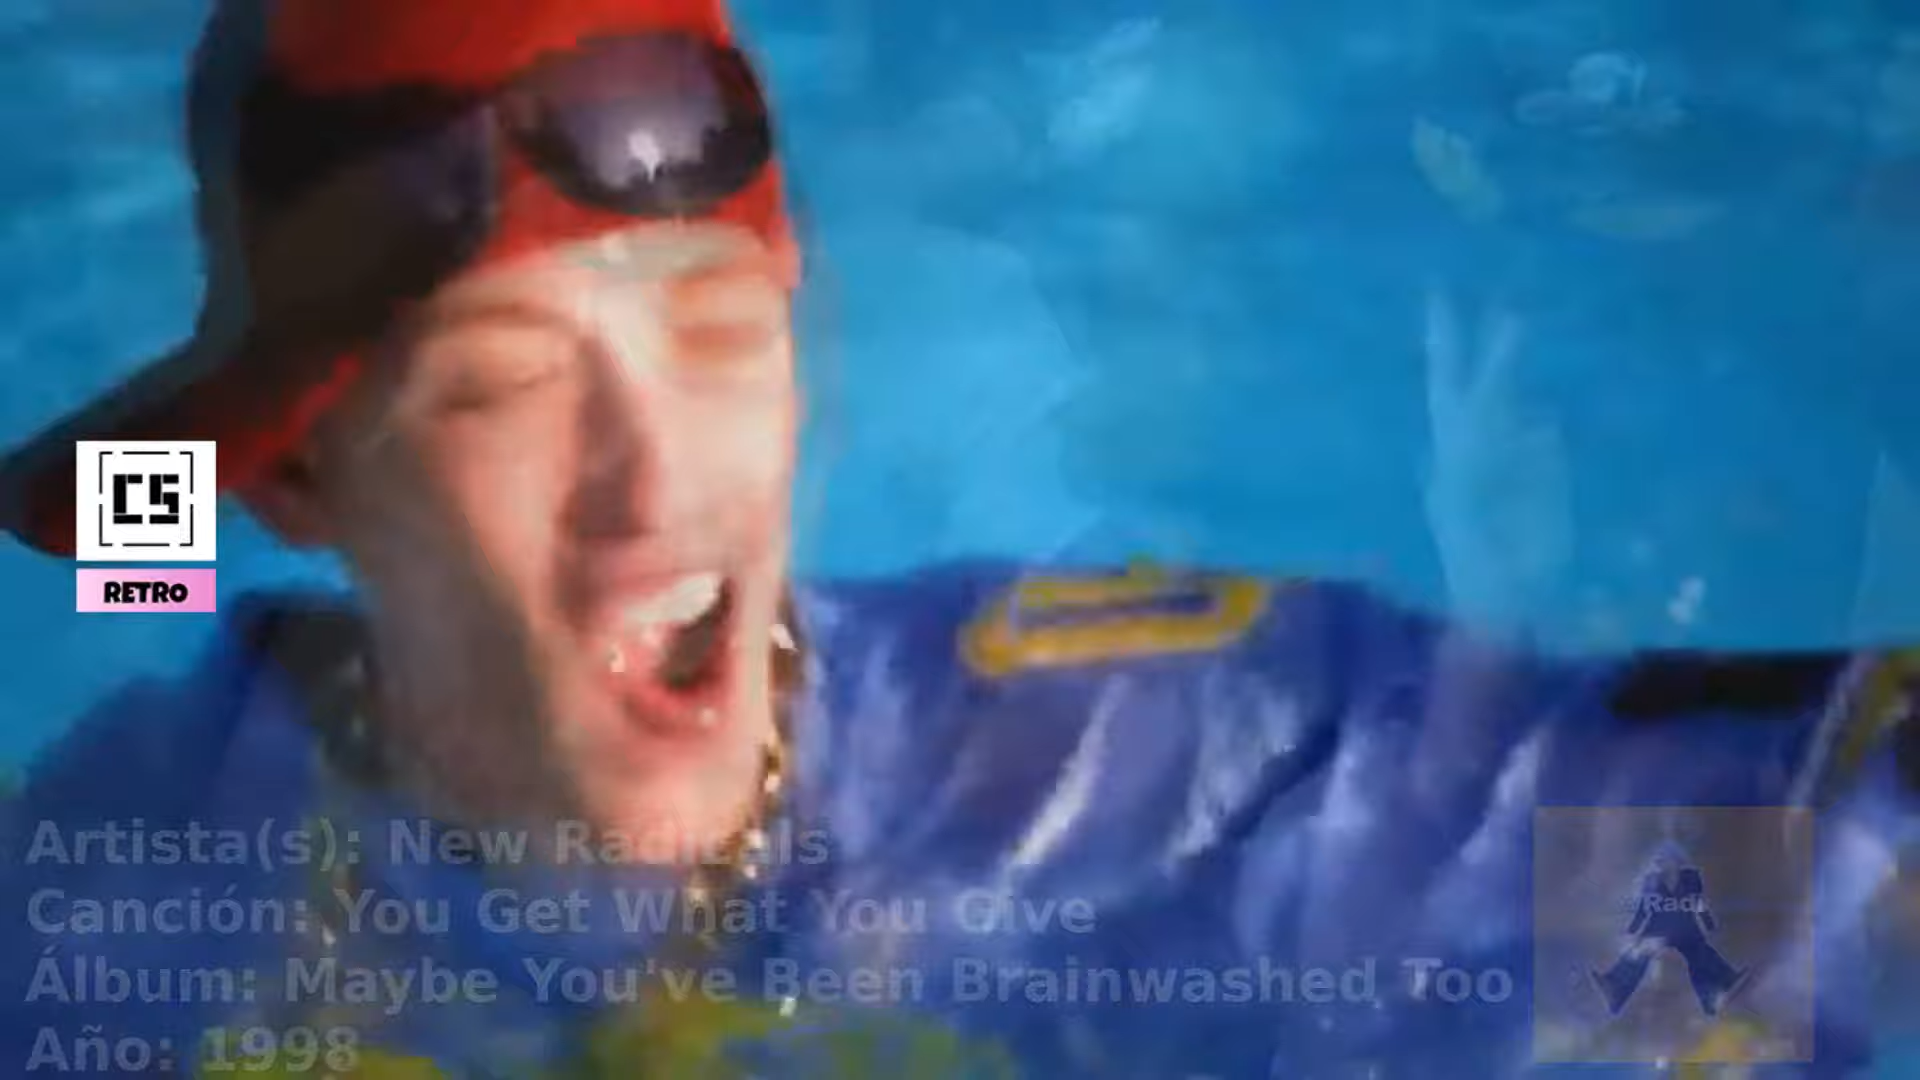 CS
RETRO
Artista(s): New Radicals
Canción: You Get What You Give
Álbum: Maybe You've Been Brainwashed Too
Año: 1998
Radi